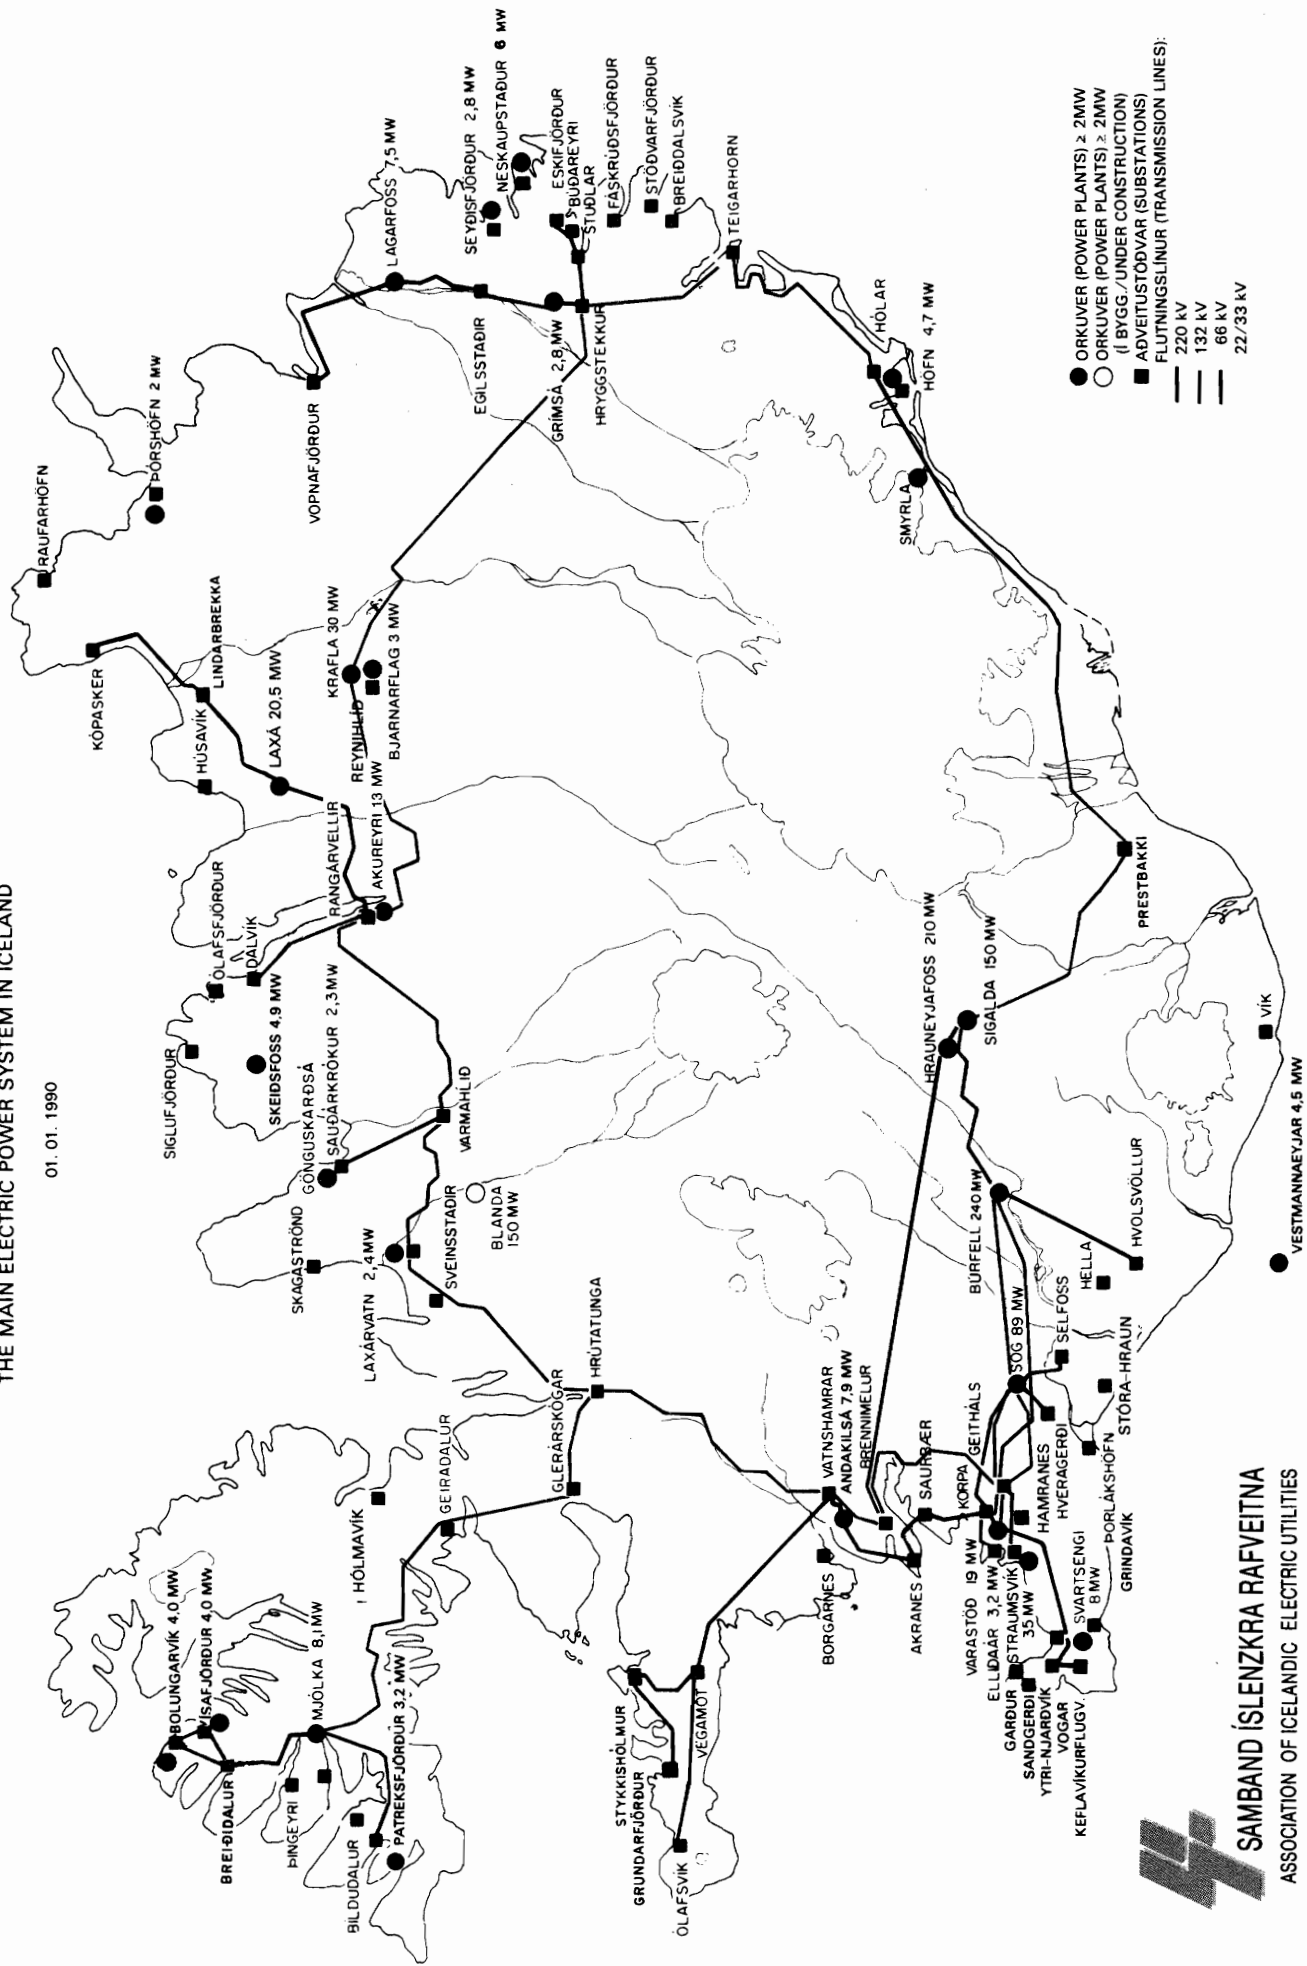 THE MAIN ELECTRIC POWER SYSTEM IN ICELAND
01. 01. 1990
BOLUNGARVÍK 4,0 MW
VÍSAFJÖRÐUR 4,0 MW
BREIÐIDALUR
ÞINGEYRI
MJÓLKA 8,1 MW
BÍLDUDALUR
PATREKSFJÖRÐUR 3,2 MW
HÓLMAVÍK
GEIRADALUR
GLERÁRSKÓGAR
HRÚTATUNGA
STYKKISHÓLMUR
GRUNDARFJÖRÐUR
VEGAMÓT
ÓLAFSVÍK
SKAGASTRÖND
LAXÁRVATN 2,4 MW
SVEINSSTAÐIR
BLANDA
150 MW
GÖNGUSKARÐSÁ
SAUÐÁRKRÓKUR 2,3 MW
VARMAHLIÐ
SIGLUFJÖRÐUR
SKEIÐSFOSS 4,9 MW
ÓLAFSFJÖRÐUR
DALVÍK
RANGÁRVELLIR
AKUREYRI 13 MW
HÚSAVÍK
LAXÁ 20,5 MW
LINDARBREKKA
KÓPASKER
RAUFARHÖFN
ÞÓRSHÖFN 2 MW
KRAFLA 30 MW
REYNIHLÍÐ
BJARNARFLAG 3 MW
VOPNAFJÖRÐUR
LAGARFOSS 7,5 MW
EGILSSTAÐIR
SEYÐISFJÖRÐUR 2,8 MW
NESKAUPSTAÐUR 6 MW
ESKIFJÖRÐUR
BÚÐAREYRI
STUÐLAR
FÁSKRÚÐSFJÖRÐUR
STÖÐVARFJÖRÐUR
BREIÐDALSVÍK
GRÍMSÁ 2,8 MW
HRYGGSTEKKUR
TEIGARHORN
HÓLAR
HÖFN 4,7 MW
SMYRLA
PRESTBAKKI
HRAUNEYJAFOSS 210 MW
SIGALDA 150 MW
VÍK
VESTMANNAEYJAR 4,5 MW
BÚRFELL 240 MW
HVOLSVÖLLUR
HELLA
SELFOSS
SOG 89 MW
STÓRA-HRAUN
HVERAGERÐI
ÞORLÁKSHÖFN
VATNSHAMRAR
ANDAKÍLSÁ 7,9 MW
BRENNIMELUR
BORGARNES
AKRANES
SAURBÆR
KORPA
GEITHÁLS
HAMRANES
VARASTÖÐ 19 MW
ELLIÐAÁR 3,2 MW
STRAUMSVÍK
35 MW
GARÐUR
SANDGERÐI
YTRI-NJARÐVÍK
VOGAR
KEFLAVÍKURFLUGV.
SVARTSENGI
8 MW
GRINDAVÍK
ORKUVER (POWER PLANTS) ≥ 2MW
ORKUVER (POWER PLANTS) ≥ 2MW
(Í BYGG./UNDER CONSTRUCTION)
AÐVEITUSTÖÐVAR (SUBSTATIONS)
FLUTNINGSLÍNUR (TRANSMISSION LINES):
220 kV
132 kV
66 kV
22/33 kV
SAMBAND ÍSLENZKRA RAFVEITNA
ASSOCIATION OF ICELANDIC ELECTRIC UTILITIES